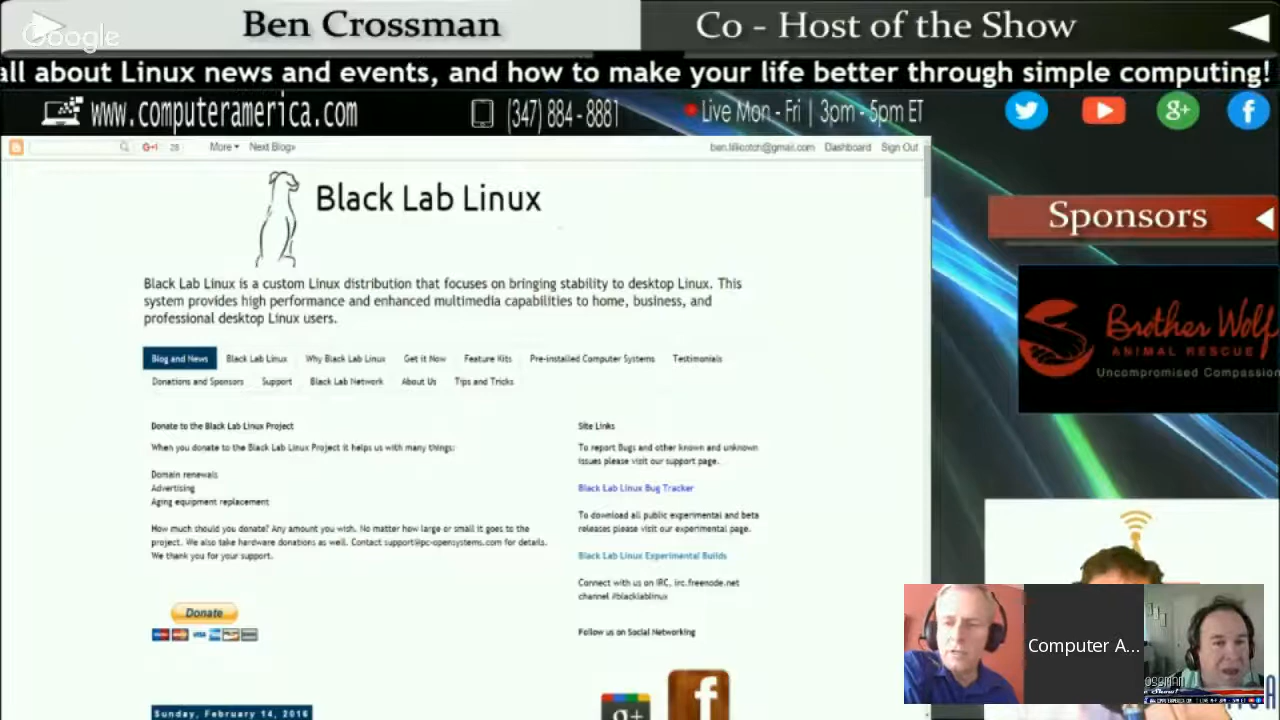 Google
Ben Crossman
Co - Host of the Show
all about Linux news and events, and how to make your life better through simple computing!
www.computeramerica.com
(347) 884 - 8881
Live Mon - Fri | 3pm - 5pm ET
g+
f
G+1 28 More Next Blog»
ben.fillicotch@gmail.com Dashboard Sign Out
Black Lab Linux
Sponsors
Black Lab Linux is a custom Linux distribution that focuses on bringing stability to desktop Linux. This
system provides high performance and enhanced multimedia capabilities to home, business, and
professional desktop Linux users.
Brother Wolf
ANIMAL RESCUE
Uncompromised Compassion
Blog and News Black Lab Linux Why Black Lab Linux Get it Now Feature Kits Pre-installed Computer Systems Testimonials
Donations and Sponsors Support Black Lab Network About Us Tips and Tricks
Donate to the Black Lab Linux Project
When you donate to the Black Lab Linux Project it helps us with many things:
Domain renewals
Advertising
Aging equipment replacement
How much should you donate? Any amount you wish. No matter how large or small it goes to the
project. We also take hardware donations as well. Contact support@pc-opensystems.com for details.
We thank you for your support.
Donate
VISA
Site Links
To report Bugs and other known and unknown
issues please visit our support page.
Black Lab Linux Bug Tracker
To download all public experimental and beta
releases please visit our experimental page.
Black Lab Linux Experimental Builds
Connect with us on IRC. irc.freenode.net
channel #blacklablinux
Follow us on Social Networking
g+
f
Computer A...
Sunday, February 14, 2016